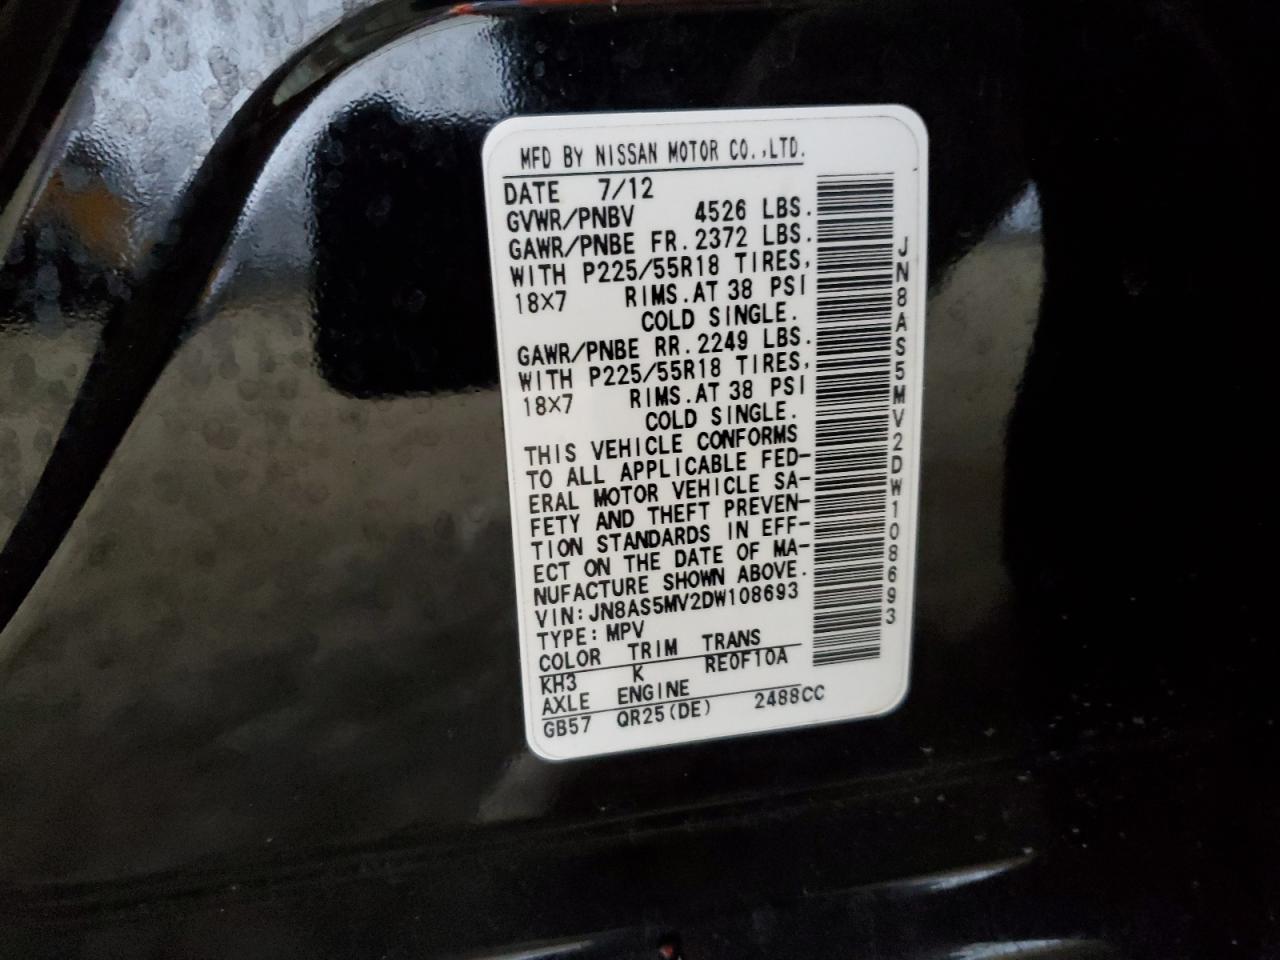 MFD BY NISSAN MOTOR CO.,LTD.
DATE 7/12
GVWR/PNBV 4526 LBS.
GAWR/PNBE FR.2372 LBS.
WITH P225/55R18 TIRES,
18X7 RIMS.AT 38 PSI
COLD SINGLE.
GAWR/PNBE RR.2249 LBS.
WITH P225/55R18 TIRES,
18X7 RIMS.AT 38 PSI
COLD SINGLE.
THIS VEHICLE CONFORMS
TO ALL APPLICABLE FED-
ERAL MOTOR VEHICLE SA-
FETY AND THEFT PREVEN-
TION STANDARDS IN EFF-
ECT ON THE DATE OF MA-
NUFACTURE SHOWN ABOVE.
VIN:JN8AS5MV2DW108693
TYPE:MPV
COLOR TRIM TRANS
KH3 K RE0F10A
AXLE ENGINE
GB57 QR25(DE) 2488CC
JN8AS5MV2DW108693